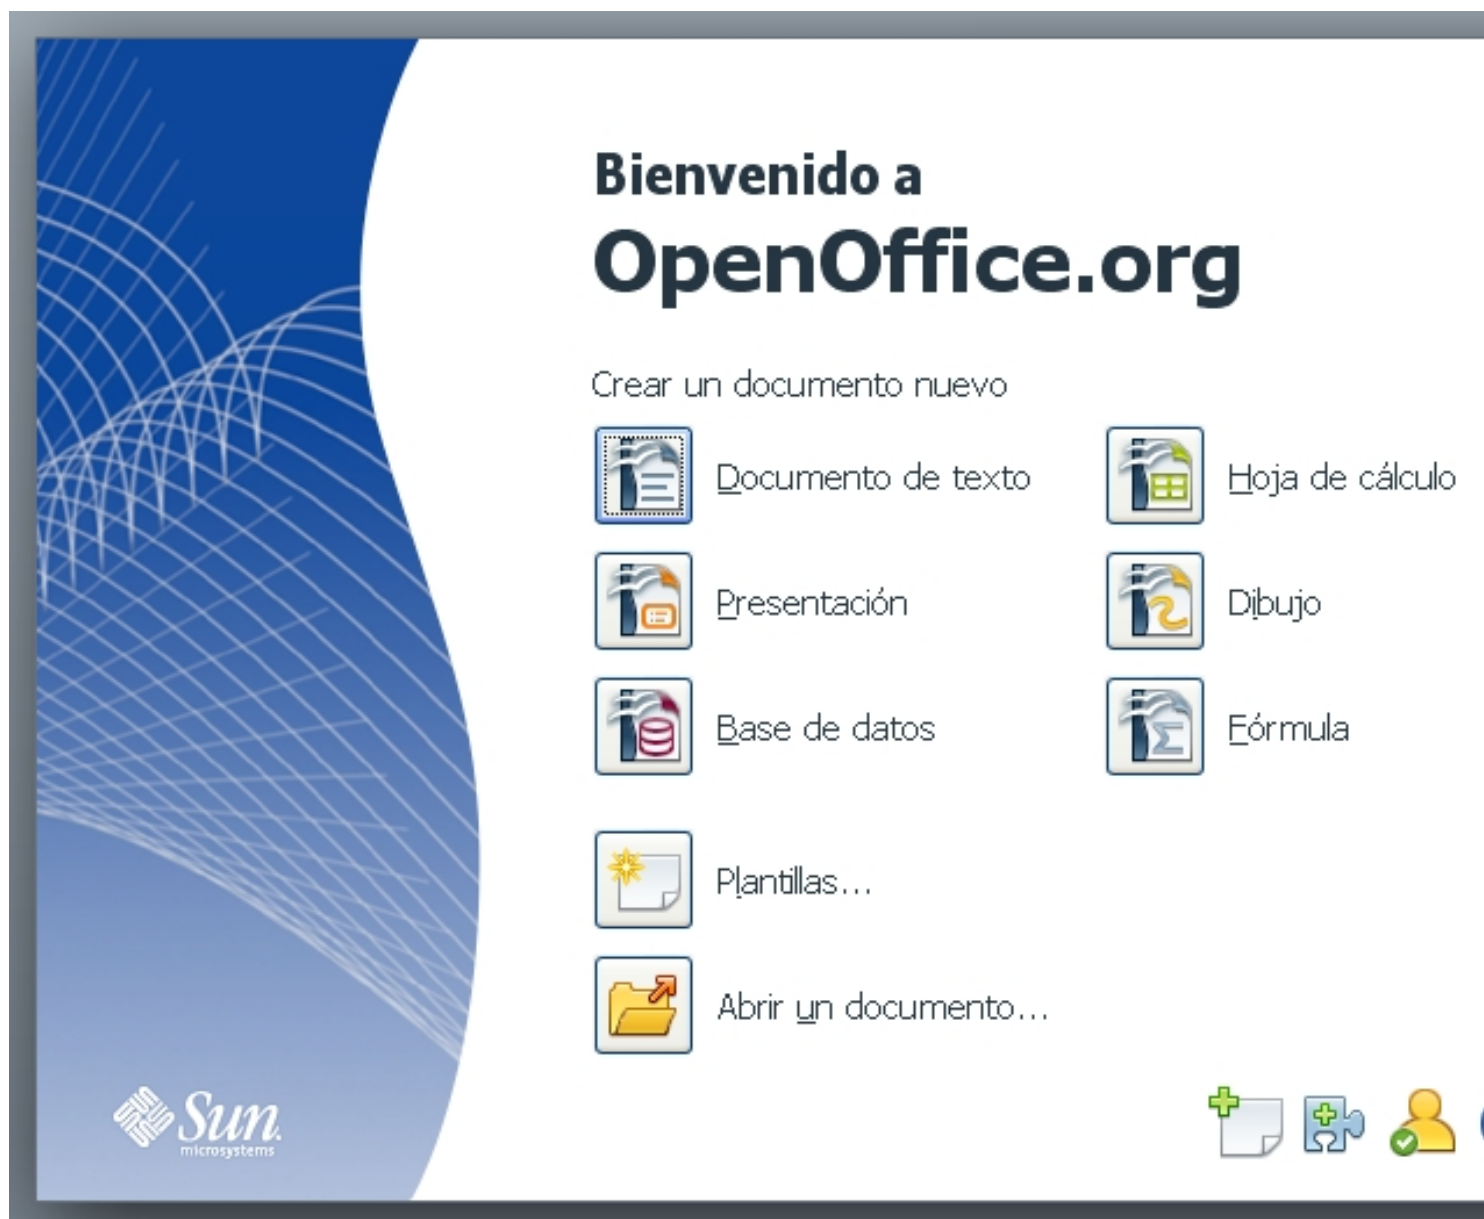 Bienvenido a
OpenOffice.org
Crear un documento nuevo
Documento de texto
Hoja de cálculo
Presentación
Dibujo
Base de datos
Fórmula
Plantillas...
Abrir un documento...
Sun
microsystems